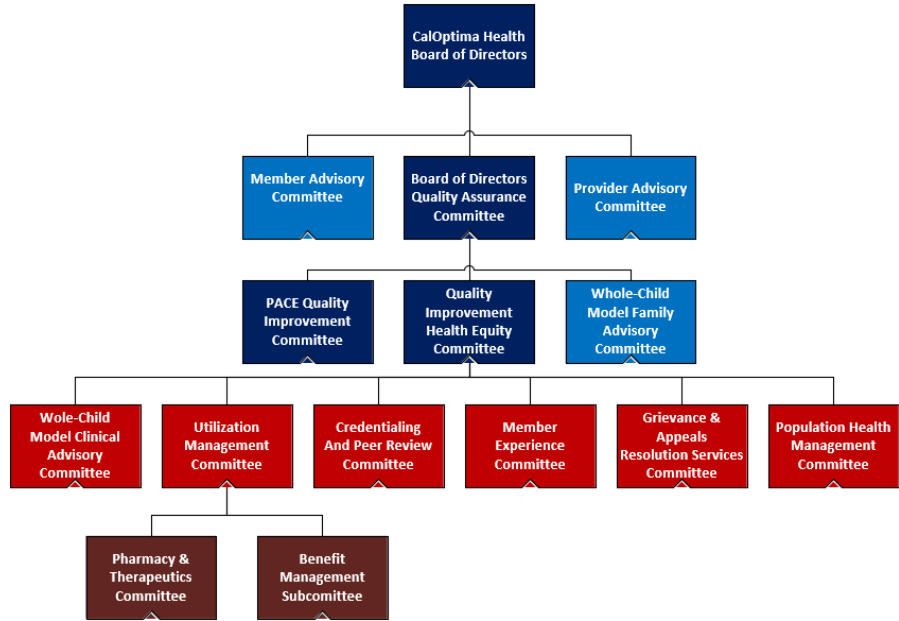 CalOptima Health
Board of Directors
Member Advisory
Committee
Board of Directors
Quality Assurance
Committee
Provider Advisory
Committee
PACE Quality
Improvement
Committee
Quality
Improvement
Health Equity
Committee
Whole-Child
Model Family
Advisory
Committee
Wole-Child
Model Clinical
Advisory
Committee
Utilization
Management
Committee
Credentialing
And Peer Review
Committee
Member
Experience
Committee
Grievance &
Appeals
Resolution Services
Committee
Population Health
Management
Committee
Pharmacy &
Therapeutics
Committee
Benefit
Management
Subcomittee